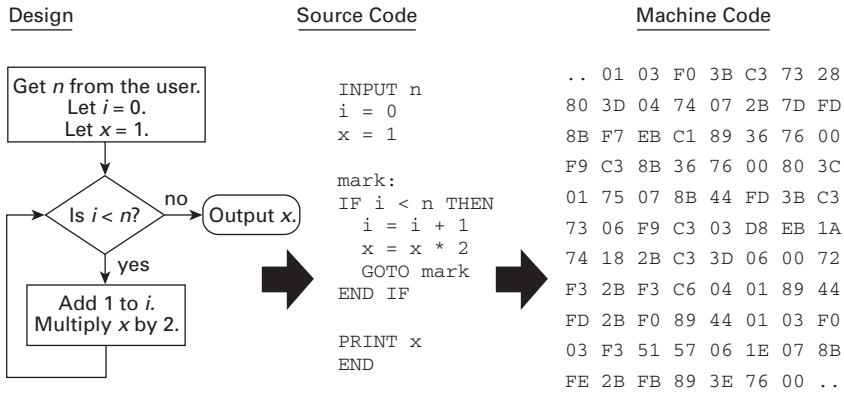 Design
Get n from the user.
Let i = 0.
Let x = 1.
Is i < n?
no
Output x.
yes
Add 1 to i.
Multiply x by 2.
Source Code
INPUT n
i = 0
x = 1
mark:
IF i < n THEN
i = i + 1
x = x * 2
GOTO mark
END IF
PRINT x
END
Machine Code
.. 01 03 F0 3B C3 73 28
80 3D 04 74 07 2B 7D FD
8B F7 EB C1 89 36 76 00
F9 C3 8B 36 76 00 80 3C
01 75 07 8B 44 FD 3B C3
73 06 F9 C3 03 D8 EB 1A
74 18 2B C3 3D 06 00 72
F3 2B F3 C6 04 01 89 44
FD 2B F0 89 44 01 03 F0
03 F3 51 57 06 1E 07 8B
FE 2B FB 89 3E 76 00 ..